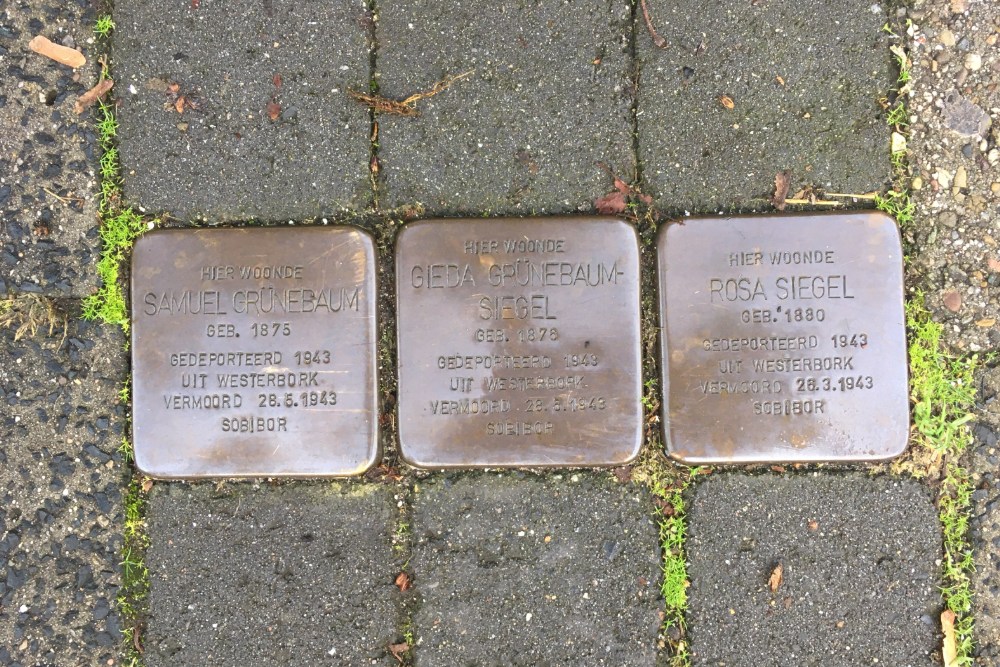 HIER WOONDE
SAMUEL GRÜNEBAUM
GEB. 1875
GEDEPORTEERD 1943
UIT WESTERBORK
VERMOORD 28.5.1943
SOBIBOR
HIER WOONDE
GIEDA GRÜNEBAUM-
SIEGEL
GEB. 1876
GEDEPORTEERD 1943
UIT WESTERBORK
VERMOORD 28.5.1943
SOBIBOR
HIER WOONDE
ROSA SIEGEL
GEB. 1880
GEDEPORTEERD 1943
UIT WESTERBORK
VERMOORD 26.3.1943
SOBIBOR